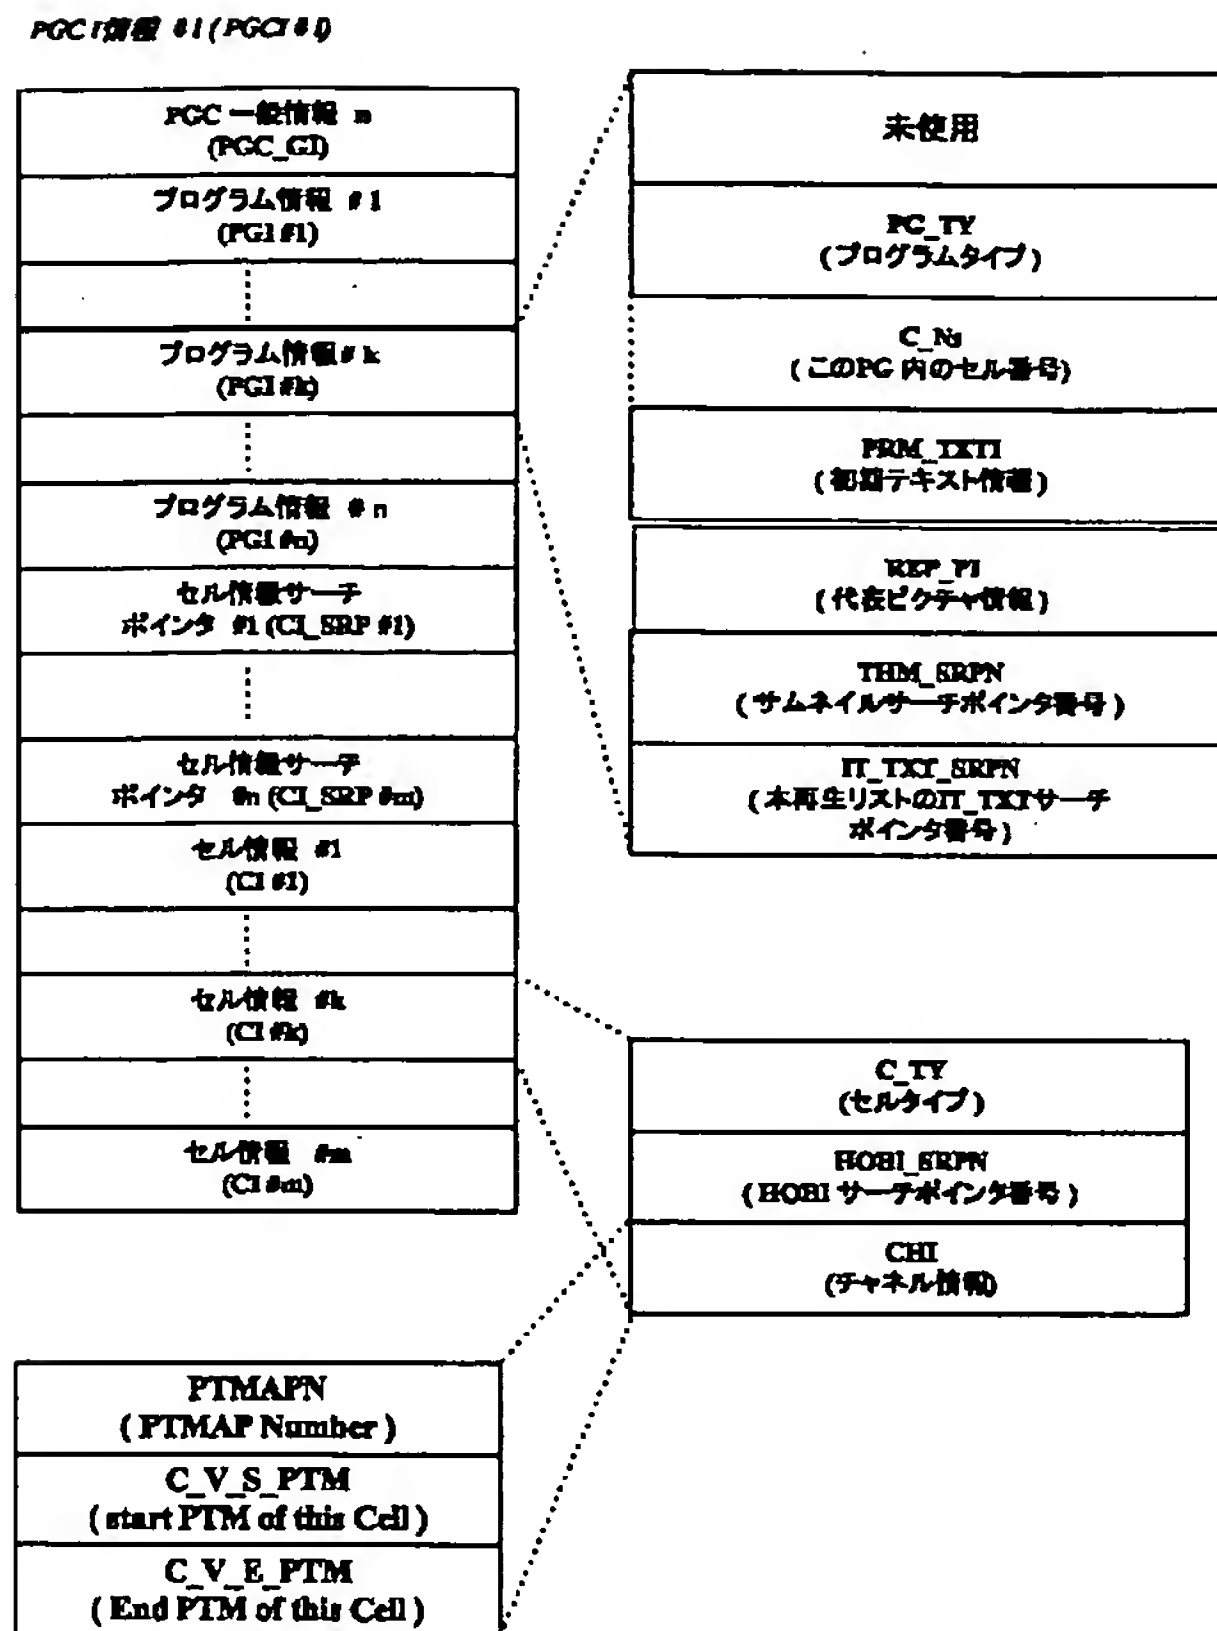 PGCI情報 #1 (PGCI #1)
PGC 一般情報 n
(PGC_GI)
プログラム情報 #1
(PGI #1)
プログラム情報 # k
(PGI #k)
プログラム情報 # n
(PGI #n)
セル情報サーチ
ポインタ #1 (CI_SRP #1)
セル情報サーチ
ポインタ #n (CI_SRP #m)
セル情報 #1
(CI #1)
セル情報 #k
(CI #k)
セル情報 #m
(CI #m)
未使用
PG_TY
(プログラムタイプ)
C_Ns
(このPG 内のセル番号)
PRM_TXTI
(初期テキスト情報)
REP_PI
(代表ピクチャ情報)
THM_SRPN
(サムネイルサーチポインタ番号)
IT_TXT_SRPN
(本再生リストのIT_TXTサーチ
ポインタ番号)
C_TY
(セルタイプ)
HOBI_SRPN
(HOBI サーチポインタ番号)
CHI
(チャネル情報)
PTMAPN
( PTMAP Number )
C_V_S_PTM
( start PTM of this Cell )
C_V_E_PTM
( End PTM of this Cell )